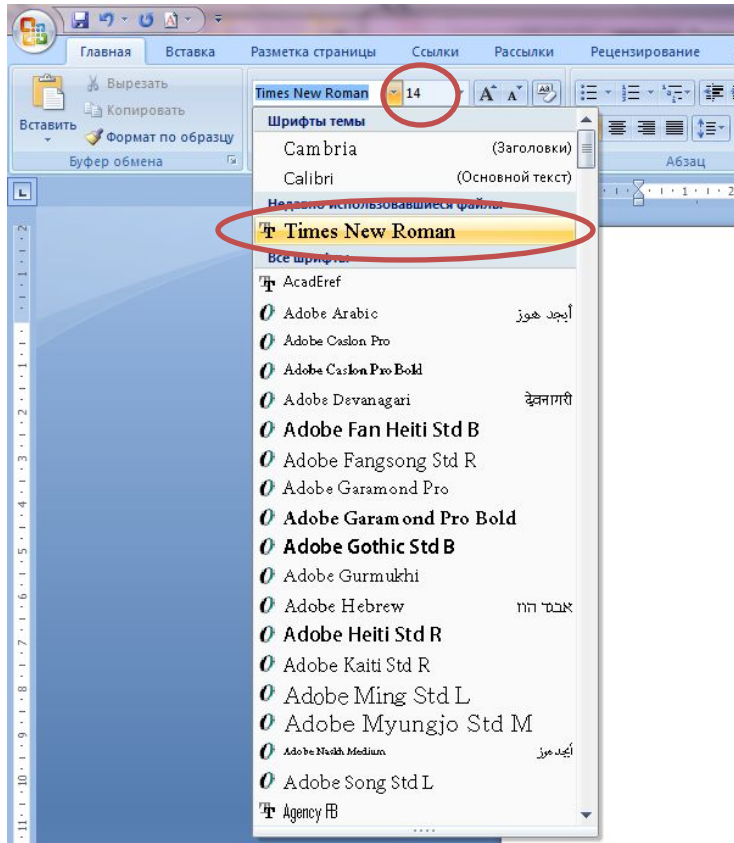 Главная Вставка Разметка страницы Ссылки Рассылки Рецензирование
Вставить
Вырезать
Копировать
Формат по образцу
Буфер обмена
Times New Roman 14
Абзац
Шрифты темы
Cambria (Заголовки)
Calibri (Основной текст)
Недавно использовавшиеся файлы
Times New Roman
Все шрифты
AcadEref
Adobe Arabic أبجد هوز
Adobe Caslon Pro
Adobe Caslon Pro Bold
Adobe Devanagari देवनागरी
Adobe Fan Heiti Std B
Adobe Fangsong Std R
Adobe Garamond Pro
Adobe Garamond Pro Bold
Adobe Gothic Std B
Adobe Gurmukhi
Adobe Hebrew אבגד הוז
Adobe Heiti Std R
Adobe Kaiti Std R
Adobe Ming Std L
Adobe Myungjo Std M
Adobe Naskh Medium أبجد هوز
Adobe Song Std L
Agency FB